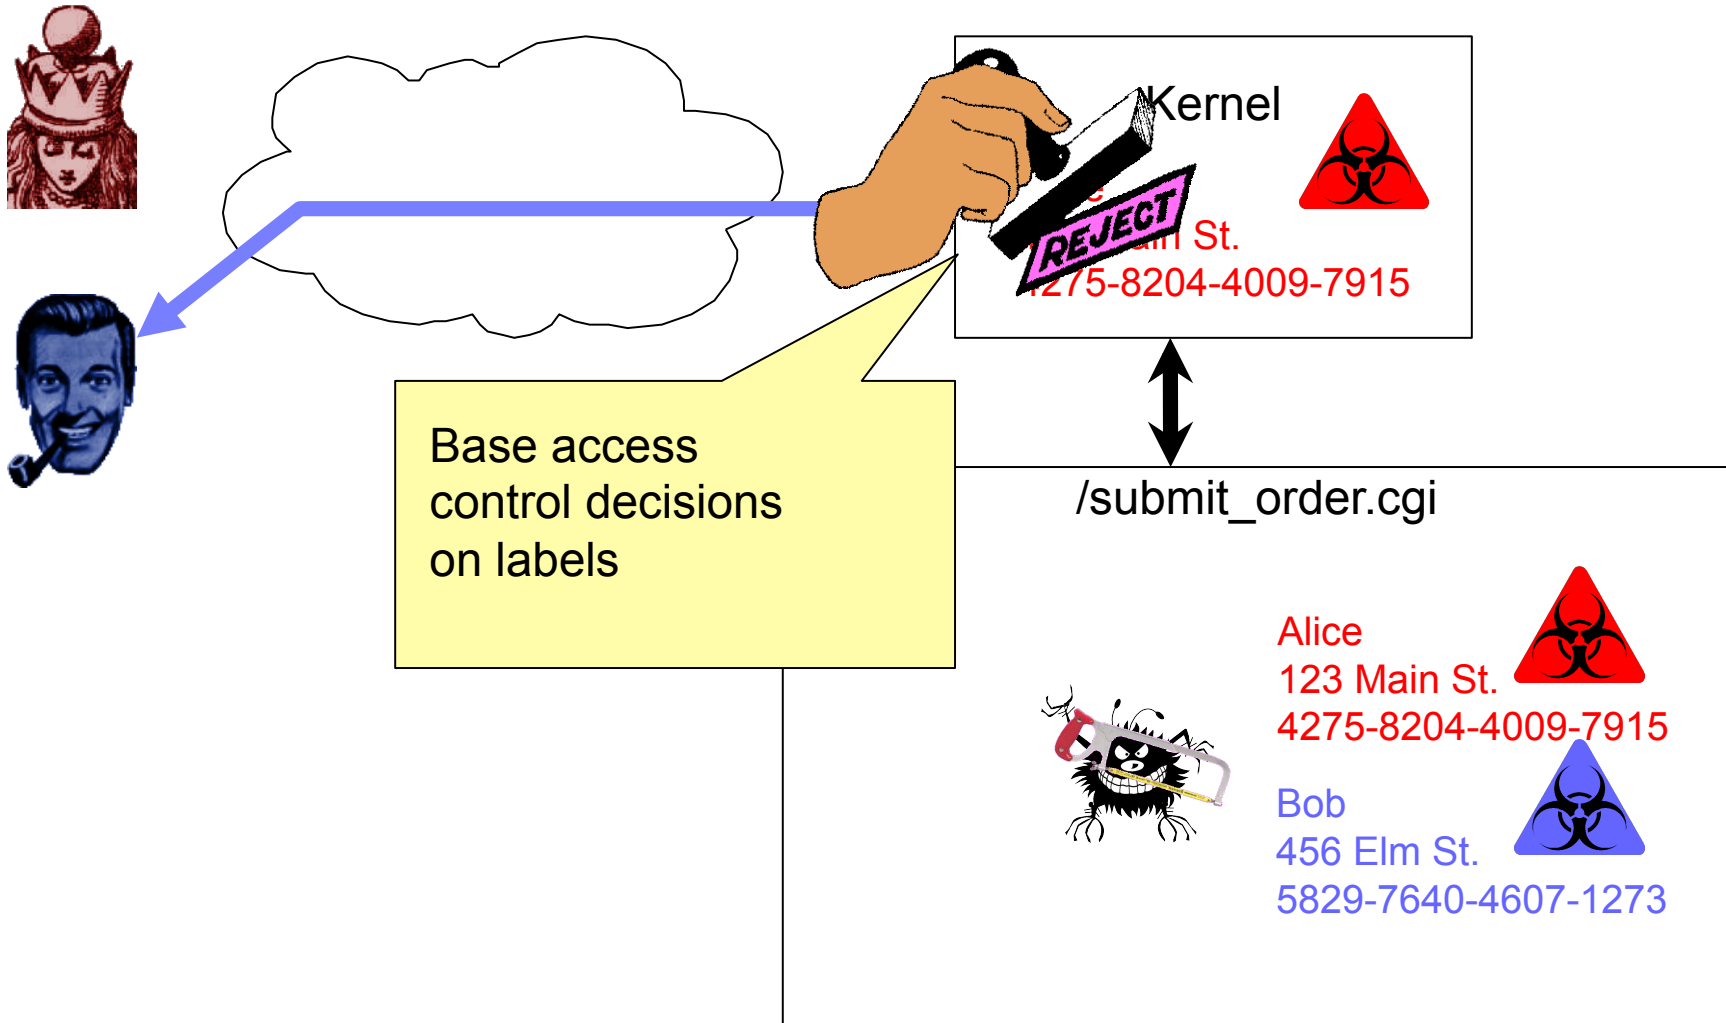 Kernel
REJECT
St.
275-8204-4009-7915
Base access
control decisions
on labels
/submit_order.cgi
Alice
123 Main St.
4275-8204-4009-7915
Bob
456 Elm St.
5829-7640-4607-1273